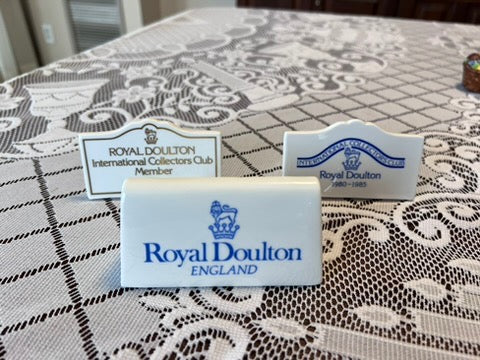 ROYAL DOULTON
International Collectors Club
Member
INTERNATIONAL COLLECTORS CLUB
Royal Doulton
1980-1985
Royal Doulton
ENGLAND